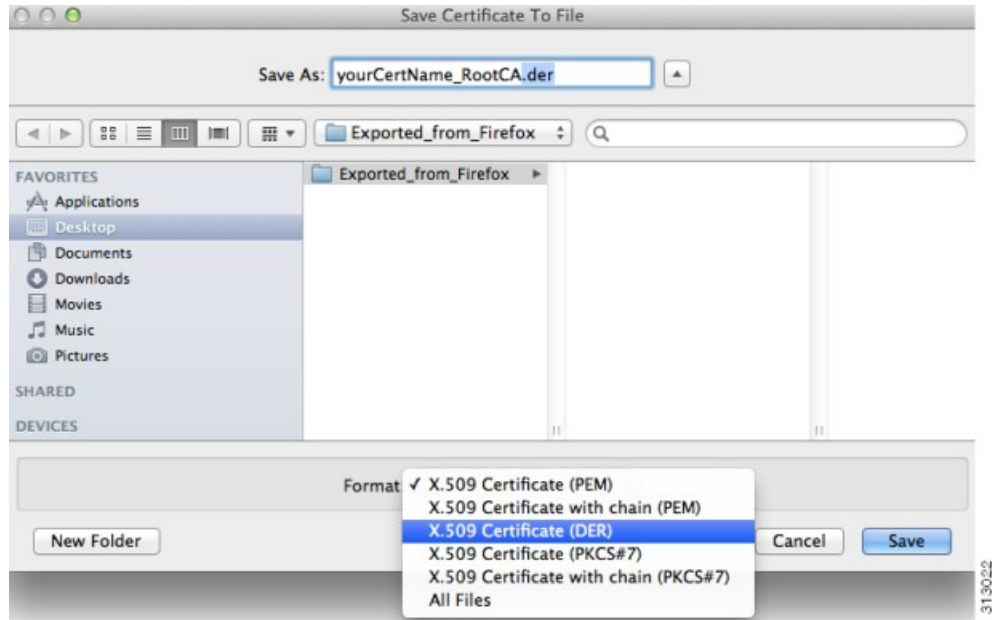 Save Certificate To File
Save As: yourCertName_RootCA.der
Exported_from_Firefox
FAVORITES
Applications
Desktop
Documents
Downloads
Movies
Music
Pictures
SHARED
DEVICES
Exported_from_Firefox
Format ✓ X.509 Certificate (PEM)
X.509 Certificate with chain (PEM)
X.509 Certificate (DER)
X.509 Certificate (PKCS#7)
X.509 Certificate with chain (PKCS#7)
All Files
New Folder
Cancel
Save
313022